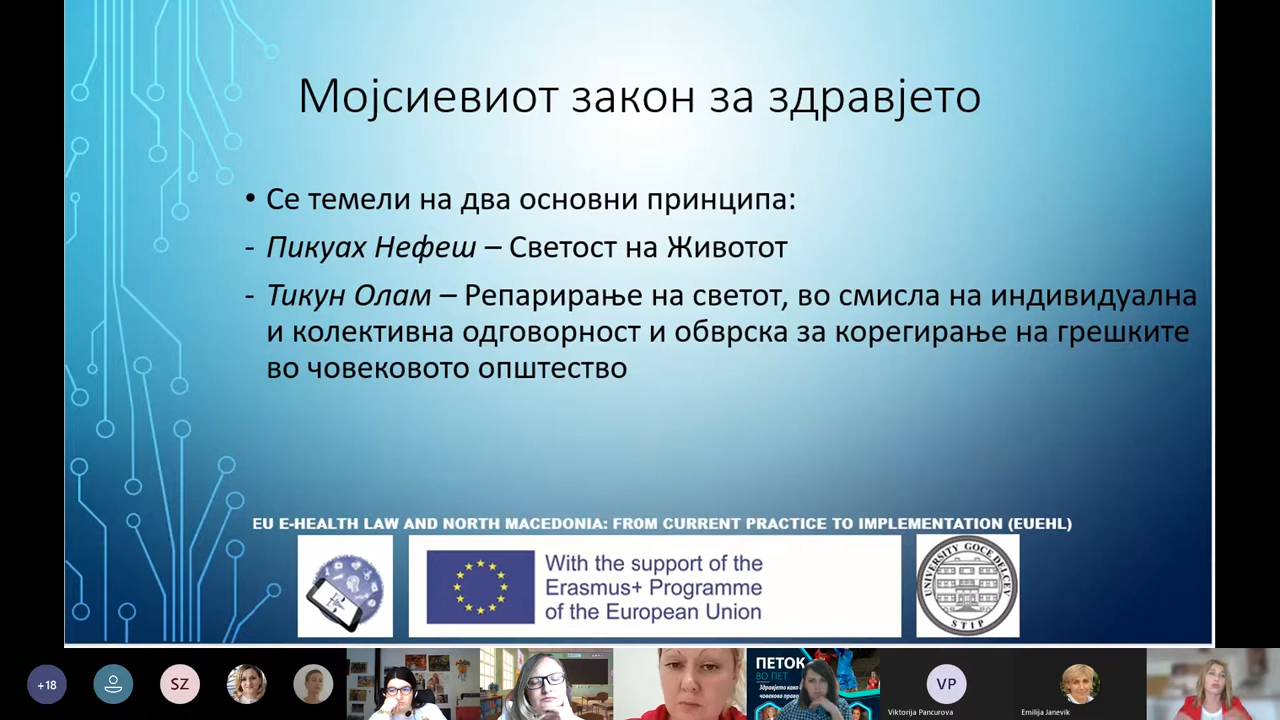 Мојсиевиот закон за здравјето
• Се темели на два основни принципа:
- Пикуах Нефеш – Светост на Животот
- Тикун Олам – Репарирање на светот, во смисла на индивидуална
и колективна одговорност и обврска за корегирање на грешките
во човековото општество
EU E-HEALTH LAW AND NORTH MACEDONIA: FROM CURRENT PRACTICE TO IMPLEMENTATION (EUEHL)
With the support of the
Erasmus+ Programme
of the European Union
UNIVERSITY GOCE DELCEV
STIP
+18
SZ
ПЕТОК
ВО ПЕТ
Здравјето како
човеково право
VP
Viktorija Pancurova
Emilija Janevik